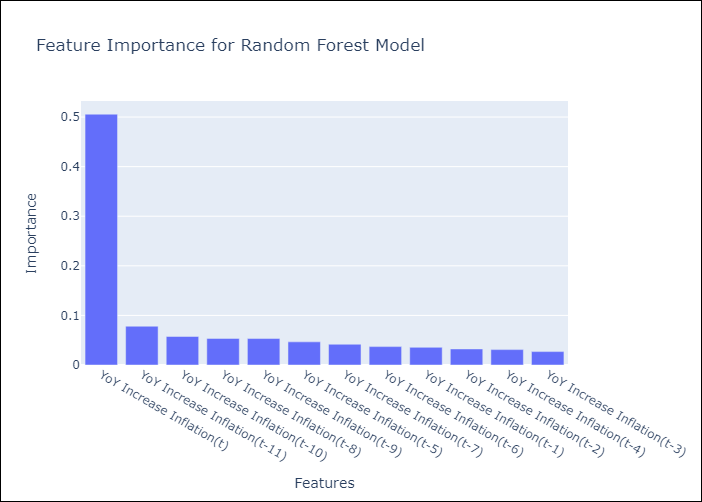 Feature Importance for Random Forest Model
Importance
0.5
0.4
0.3
0.2
0.1
0
YoY Increase Inflation(t)
YoY Increase Inflation(t-11)
YoY Increase Inflation(t-10)
YoY Increase Inflation(t-8)
YoY Increase Inflation(t-9)
YoY Increase Inflation(t-5)
YoY Increase Inflation(t-7)
YoY Increase Inflation(t-6)
YoY Increase Inflation(t-1)
YoY Increase Inflation(t-2)
YoY Increase Inflation(t-4)
YoY Increase Inflation(t-3)
Features